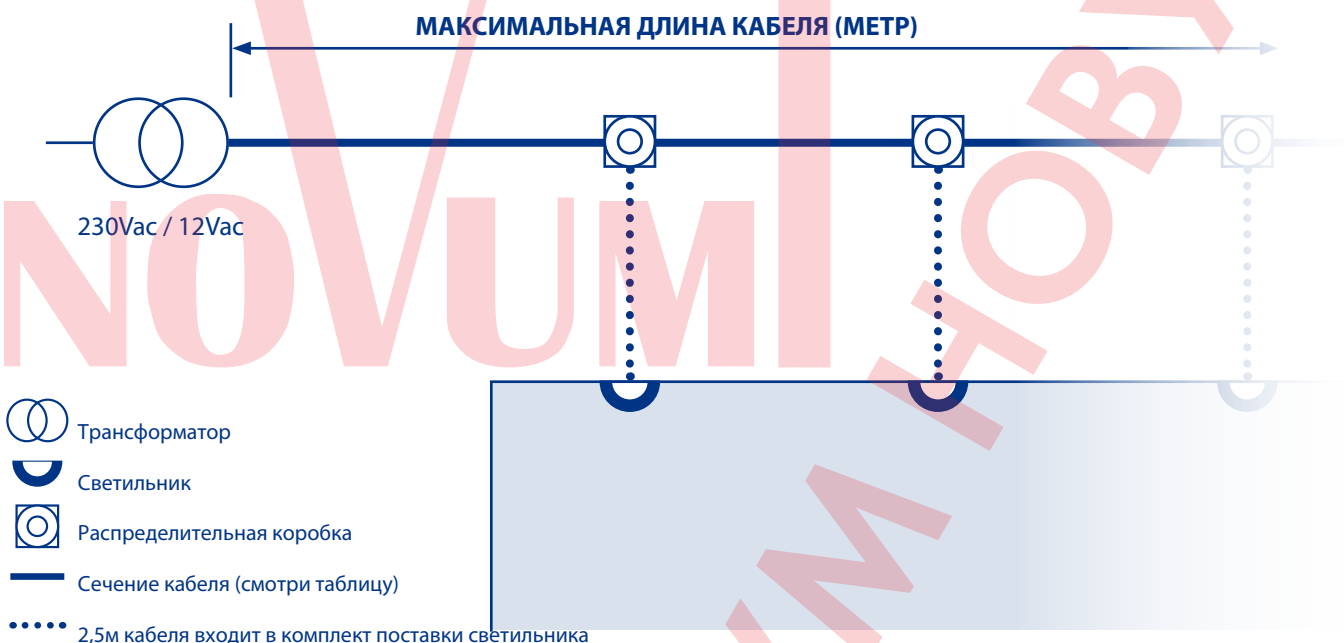 МАКСИМАЛЬНАЯ ДЛИНА КАБЕЛЯ (МЕТР)
230Vac / 12Vac
NOVUM
М НОВУ
Трансформатор
Светильник
Распределительная коробка
Сечение кабеля (смотри таблицу)
2,5м кабеля входит в комплект поставки светильника